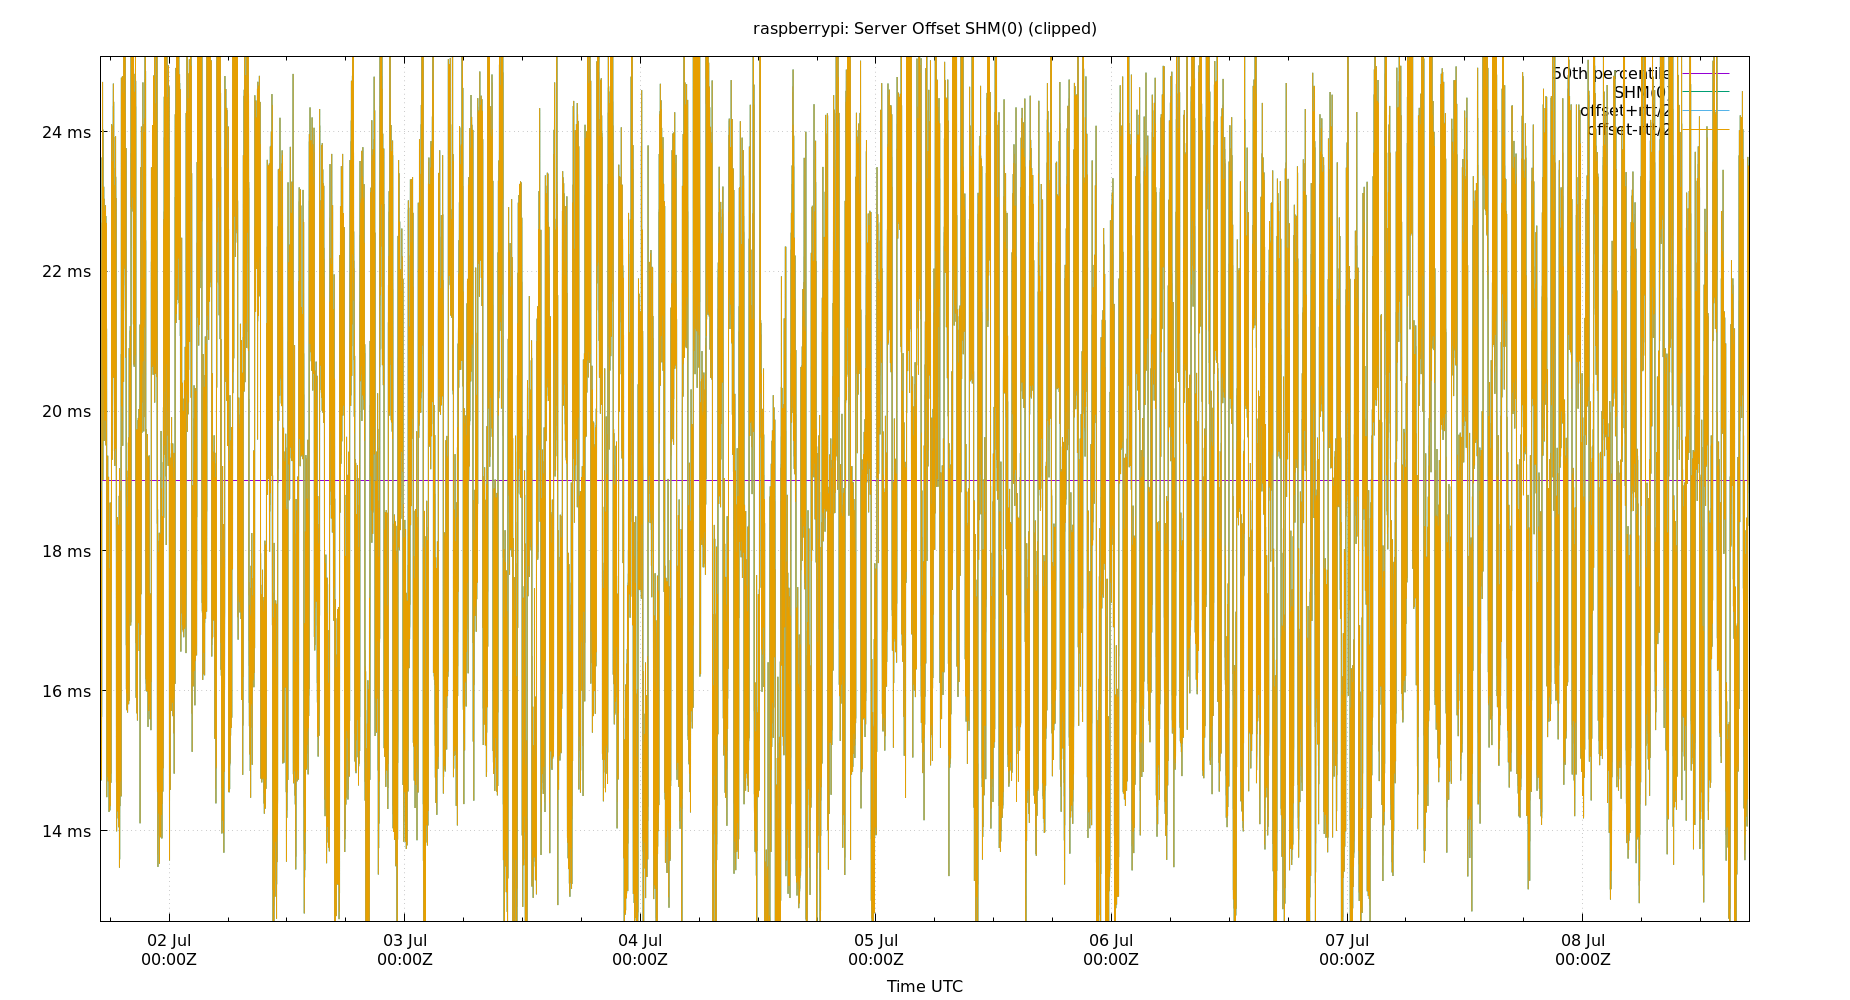 raspberrypi: Server Offset SHM(0) (clipped)
50th percentile
SHM(0)
offset+rtt/2
offset-rtt/2
24 ms
22 ms
20 ms
18 ms
16 ms
14 ms
02 Jul 03 Jul 04 Jul 05 Jul 06 Jul 07 Jul 08 Jul
00:00Z 00:00Z 00:00Z 00:00Z 00:00Z 00:00Z 00:00Z
Time UTC